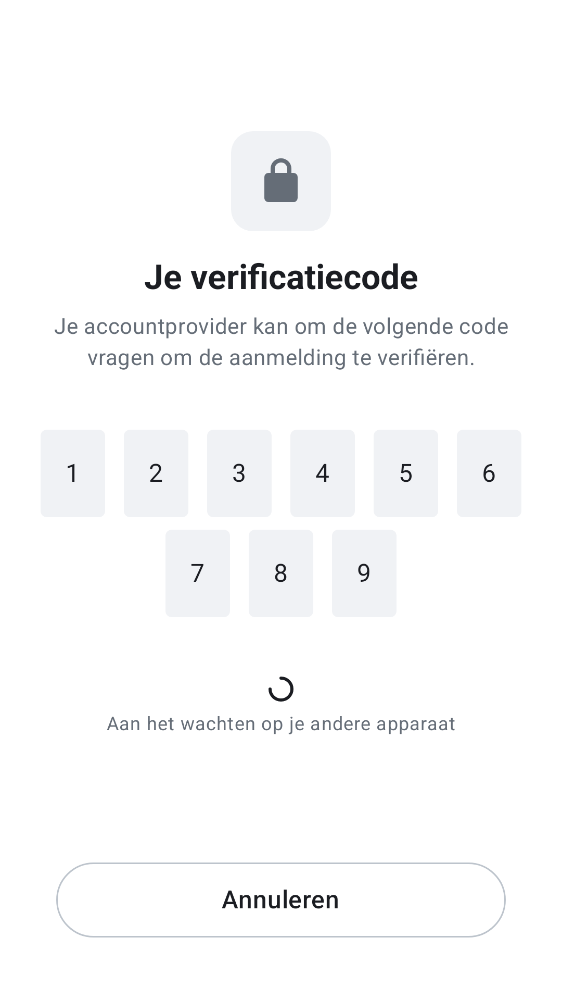 Je verificatiecode
Je accountprovider kan om de volgende code
vragen om de aanmelding te verifiëren.
1 2 3 4 5 6
7 8 9
Aan het wachten op je andere apparaat
Annuleren